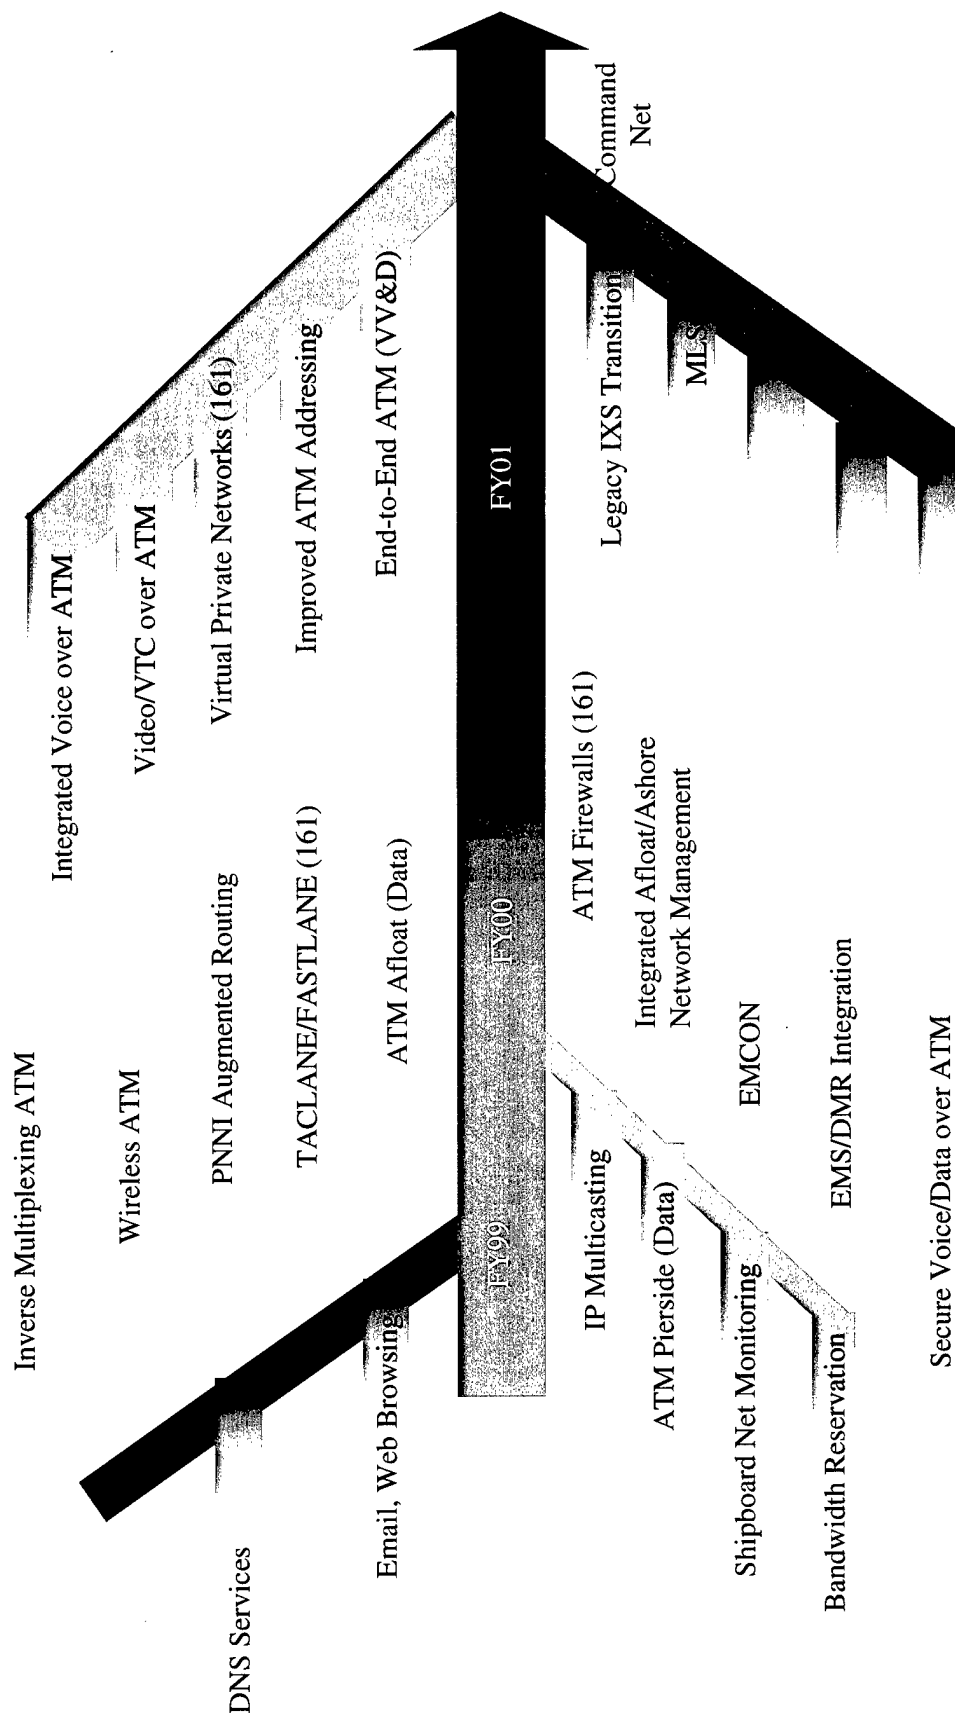 Inverse Multiplexing ATM
Integrated Voice over ATM
Wireless ATM
Video/VTC over ATM
DNS Services
PNNI Augmented Routing
Virtual Private Networks (161)
TACLANE/FASTLANE (161)
Improved ATM Addressing
Email, Web Browsing
ATM Afloat (Data)
End-to-End ATM (VV&D)
FY99
FY00
FY01
IP Multicasting
ATM Firewalls (161)
Legacy IXS Transition
Command
Net
ATM Pierside (Data)
Integrated Afloat/Ashore
Network Management
MLS
Shipboard Net Monitoring
EMCON
Bandwidth Reservation
EMS/DMR Integration
Secure Voice/Data over ATM